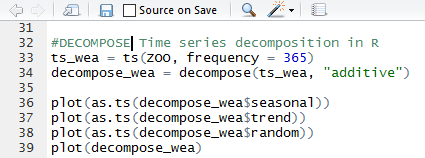 Source on Save
31
32 #DECOMPOSE Time series decomposition in R
33 ts_wea = ts(ZOO, frequency = 365)
34 decompose_wea = decompose(ts_wea, "additive")
35
36 plot(as.ts(decompose_wea$seasonal))
37 plot(as.ts(decompose_wea$trend))
38 plot(as.ts(decompose_wea$random))
39 plot(decompose_wea)